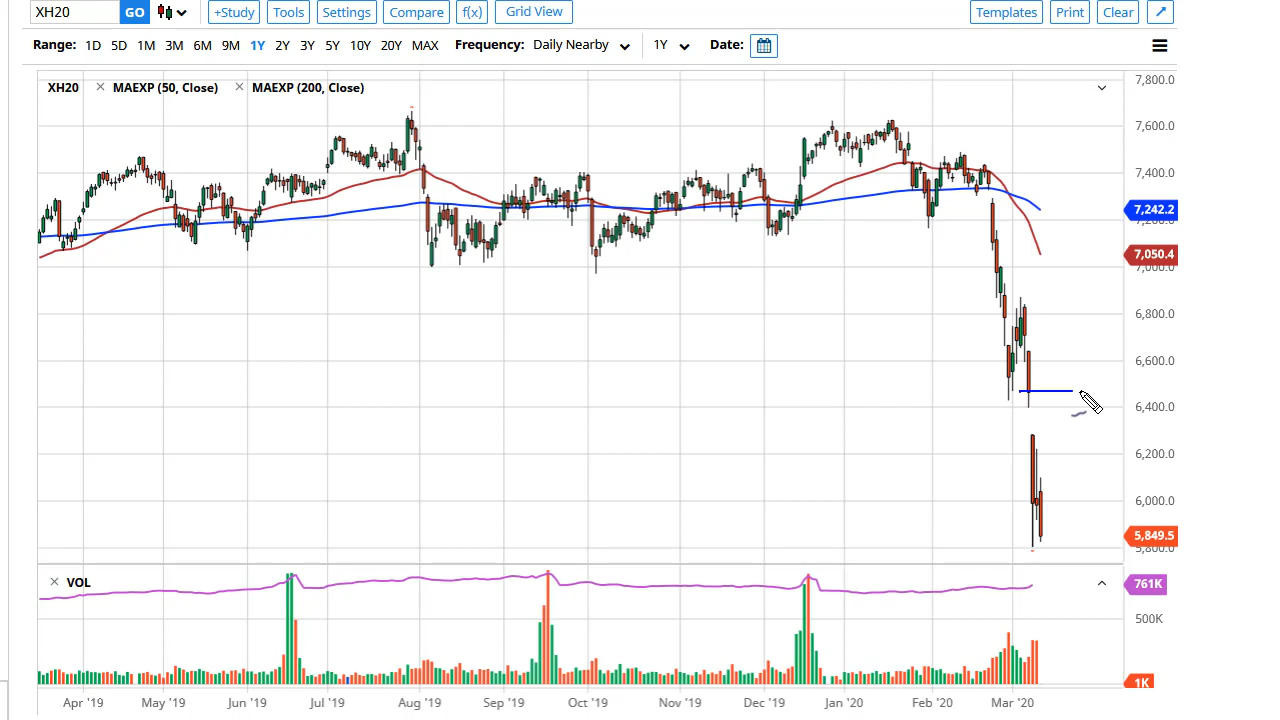 XH20 GO +Study Tools Settings Compare f(x) Grid View Templates Print Clear
Range: 1D 5D 1M 3M 6M 9M 1Y 2Y 3Y 5Y 10Y 20Y MAX Frequency: Daily Nearby 1Y Date:
XH20 MAEXP (50, Close) MAEXP (200, Close)
7,800.0
7,600.0
7,400.0
7,242.2
7,200.0
7,050.4
7,000.0
6,800.0
6,600.0
6,400.0
6,200.0
6,000.0
5,849.5
5,800.0
VOL
761K
500K
1K
Apr '19 May '19 Jun '19 Jul '19 Aug '19 Sep '19 Oct '19 Nov '19 Dec '19 Jan '20 Feb '20 Mar '20